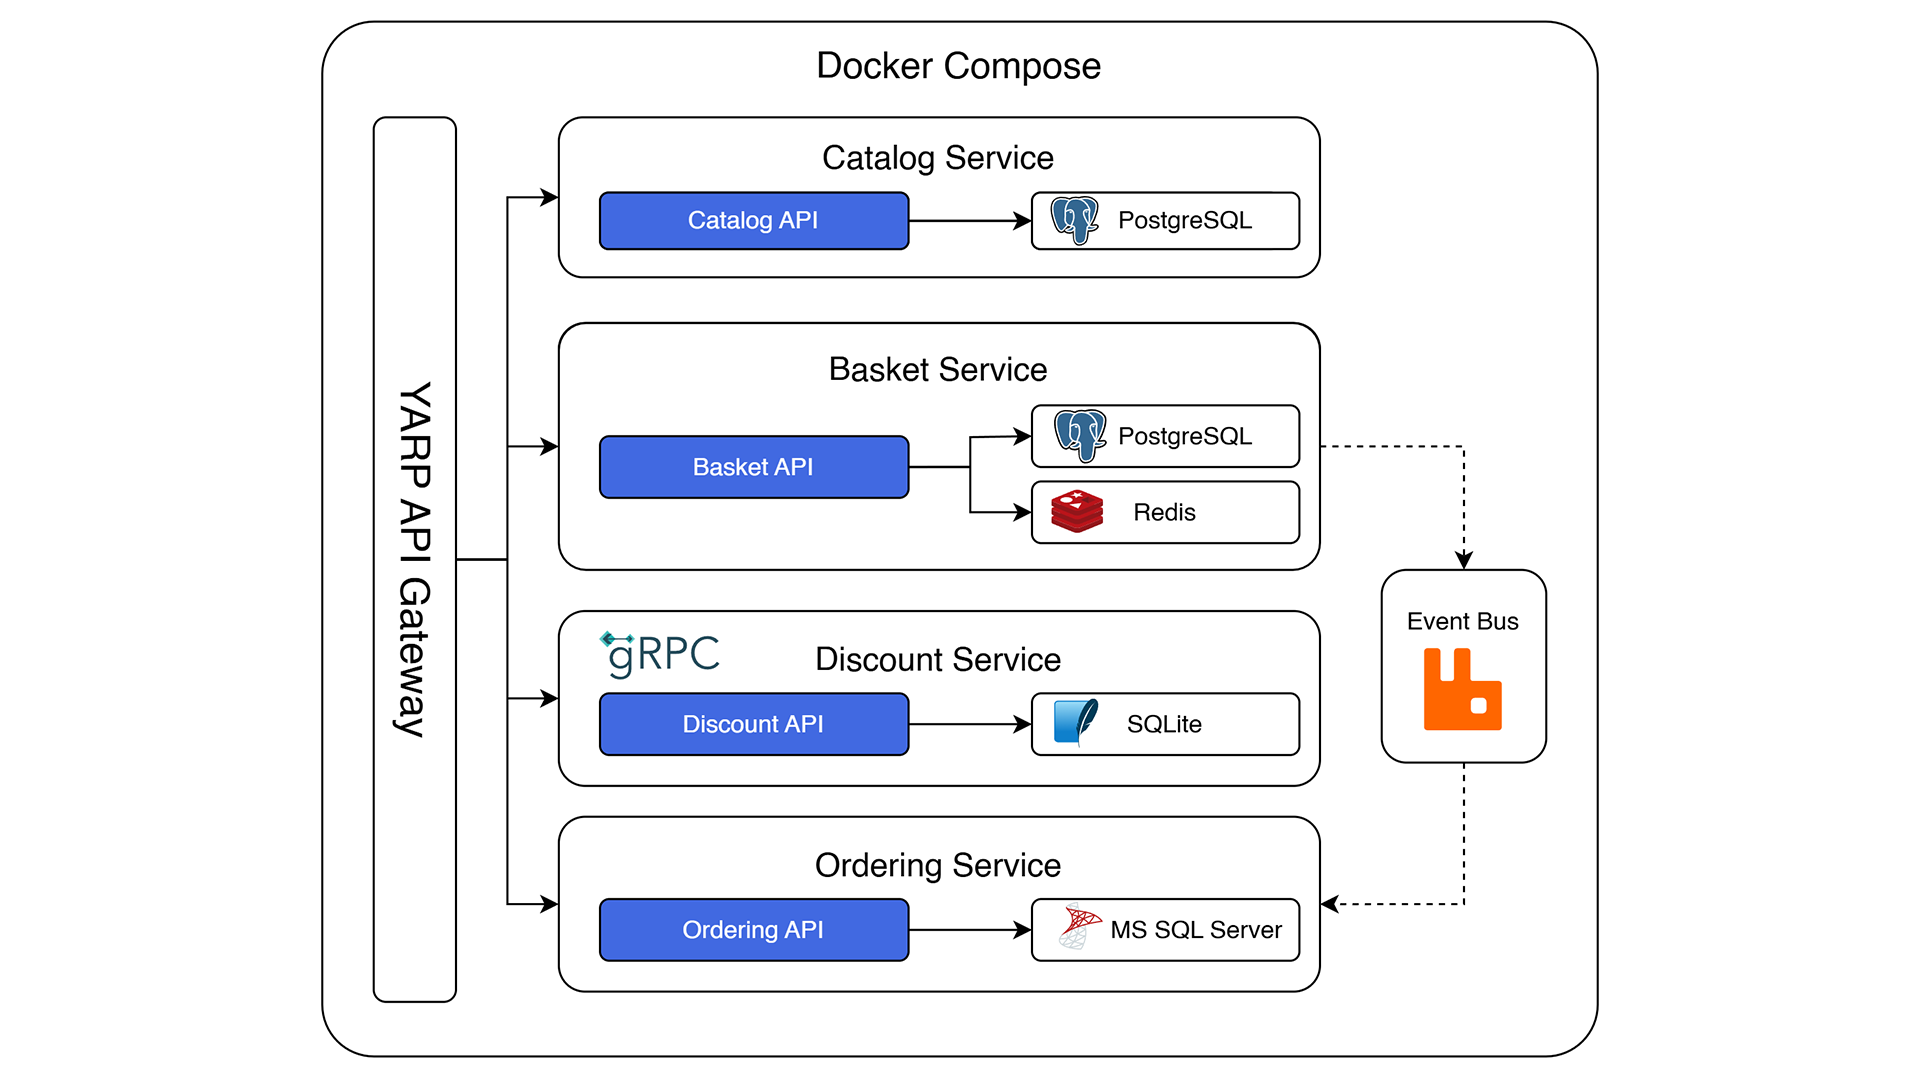 Docker Compose
YARP API Gateway
Catalog Service
Catalog API
PostgreSQL
Basket Service
Basket API
PostgreSQL
Redis
gRPC
Discount Service
Discount API
SQLite
Ordering Service
Ordering API
MS SQL Server
Event Bus